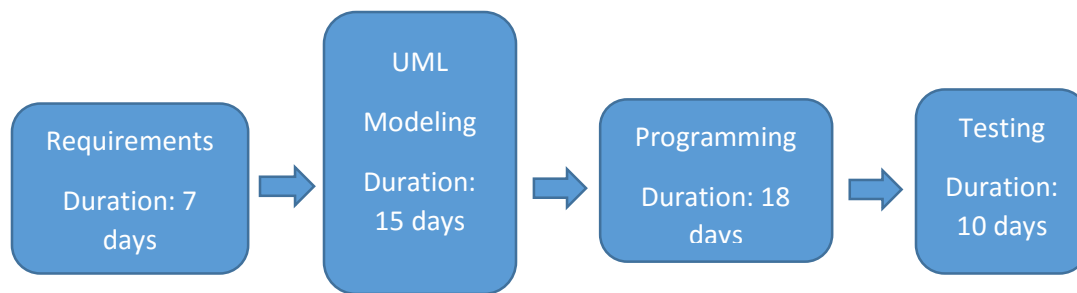 Requirements
Duration: 7
days
UML
Modeling
Duration:
15 days
Programming
Duration: 18
days
Testing
Duration:
10 days